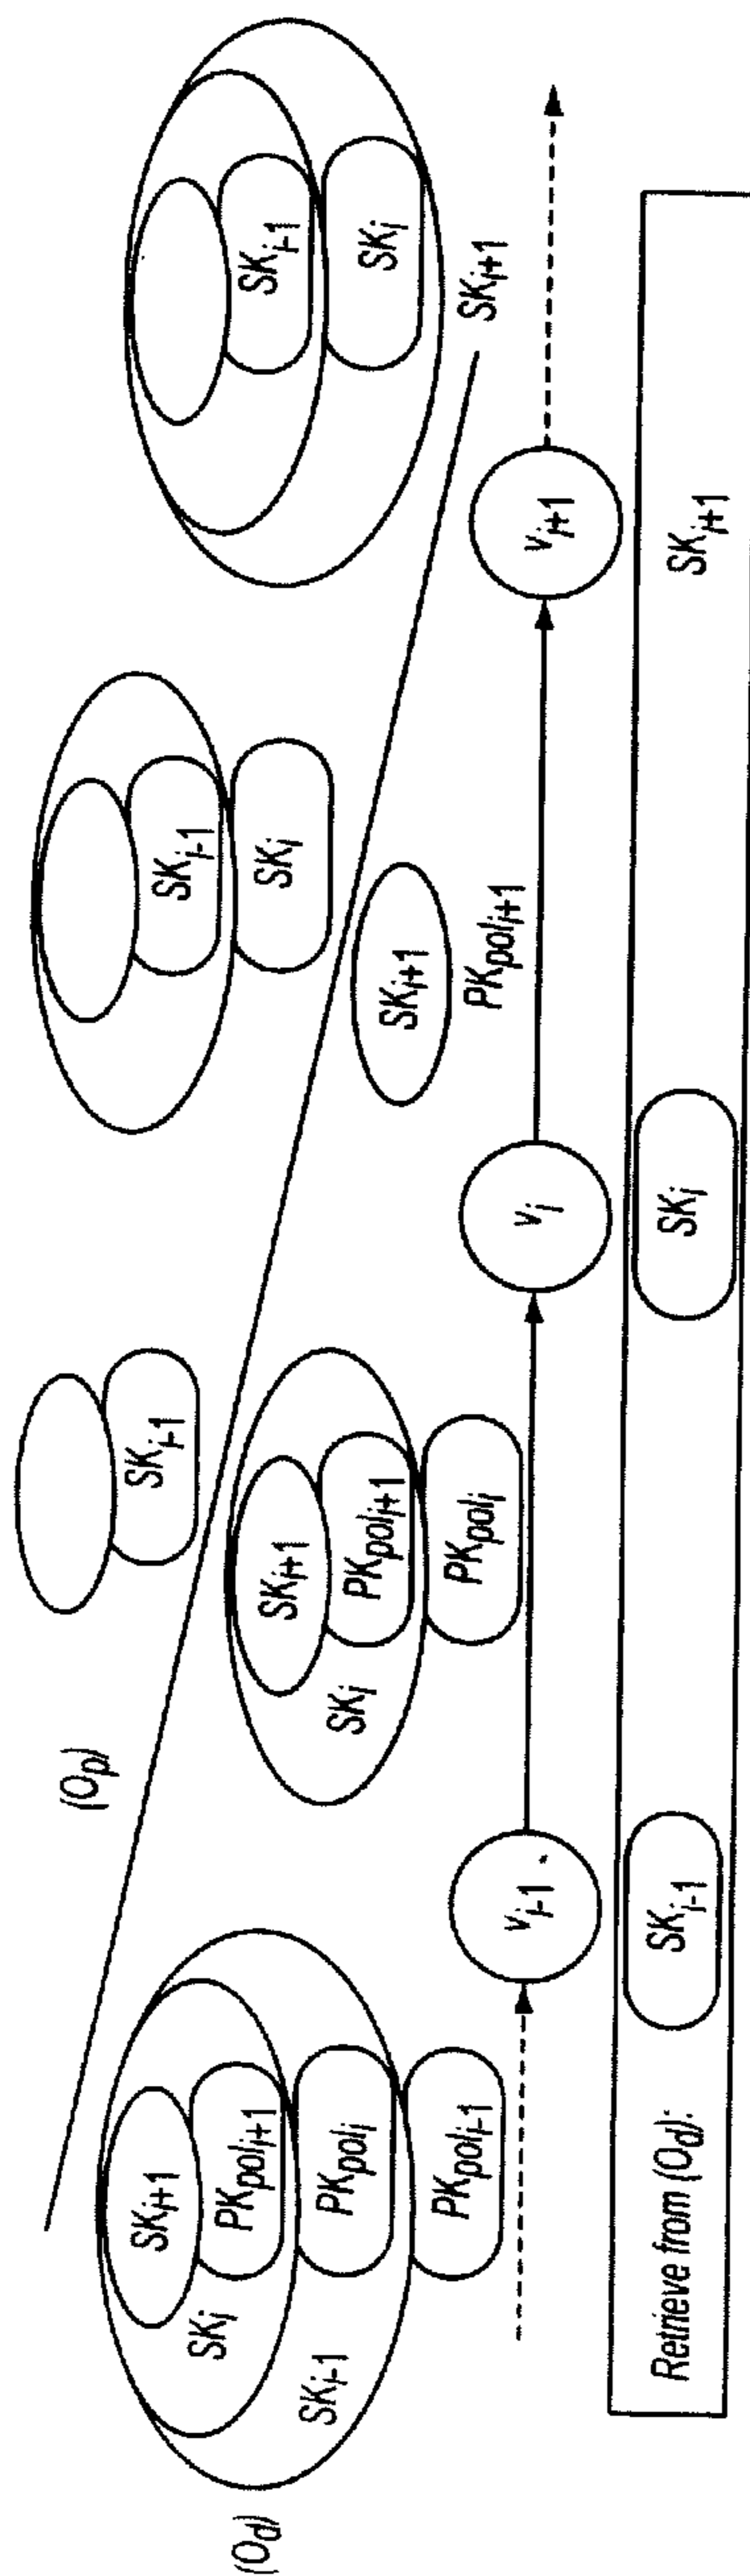 (O_d)
(O_p)
SK_{i+1}
PK_{pol_{i+1}}
SK_i
PK_{pol_i}
SK_{i-1}
PK_{pol_{i-1}}
SK_{i-1}
SK_{i+1}
PK_{pol_{i+1}}
SK_i
PK_{pol_i}
SK_{i-1}
SK_i
SK_{i+1}
PK_{pol_{i+1}}
SK_{i-1}
SK_i
SK_{i+1}
v_{i-1}
v_i
v_{i+1}
Retrieve from (O_d):
SK_{i-1}
SK_i
SK_{i+1}